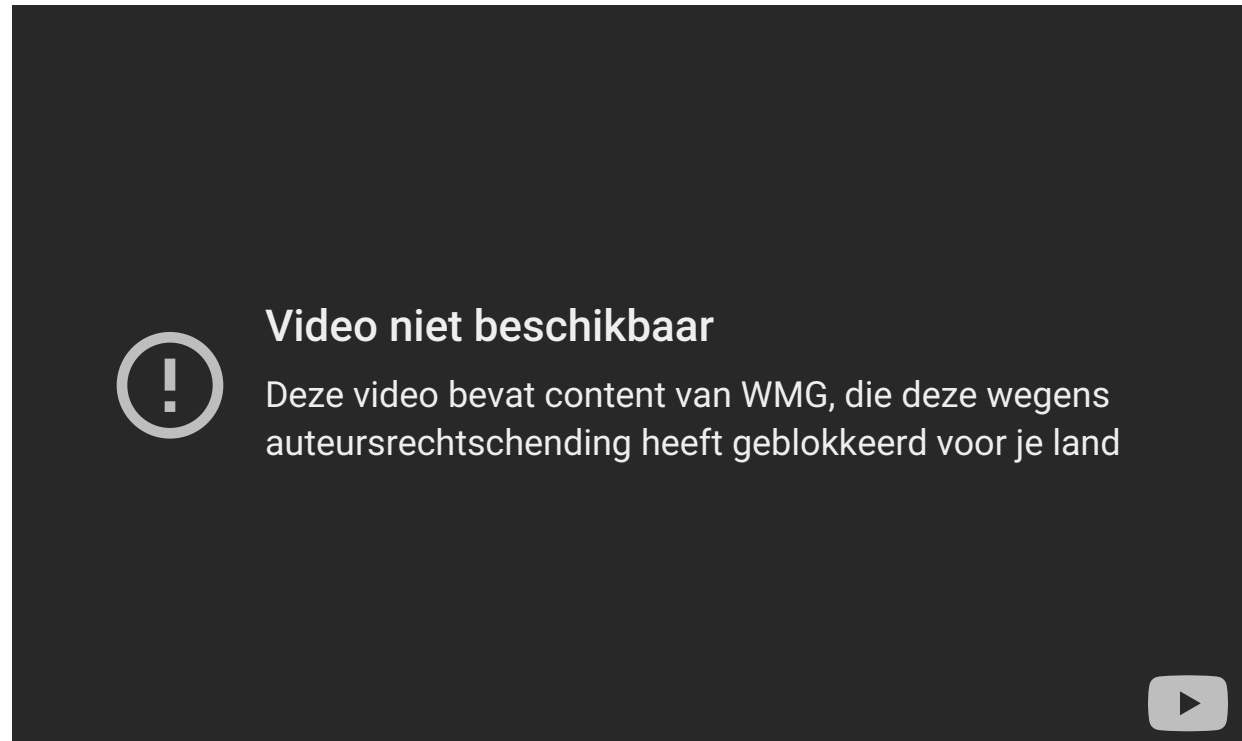 Video niet beschikbaar
Deze video bevat content van WMG, die deze wegens
auteursrechtschending heeft geblokkeerd voor je land